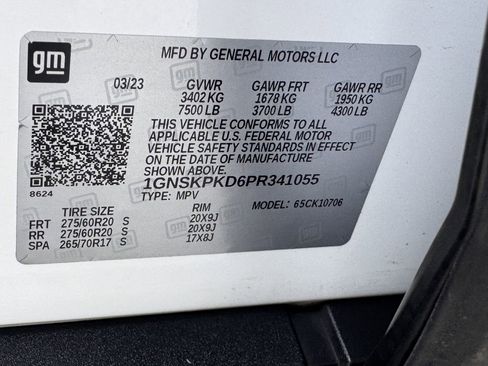 gm
MFD BY GENERAL MOTORS LLC
03/23 GVWR GAWR FRT GAWR RR
3402 KG 1678 KG 1950 KG
7500 LB 3700 LB 4300 LB
THIS VEHICLE CONFORMS TO ALL
APPLICABLE U.S. FEDERAL MOTOR
VEHICLE SAFETY STANDARDS IN EFFECT
ON THE DATE OF MANUFACTURE
SHOWN ABOVE.
8624
1GNSKPKD6PR341055
TYPE: MPV MODEL: 65CK10706
TIRE SIZE RIM
FRT 275/60R20 S 20X9J
RR 275/60R20 S 20X9J
SPA 265/70R17 S 17X8J